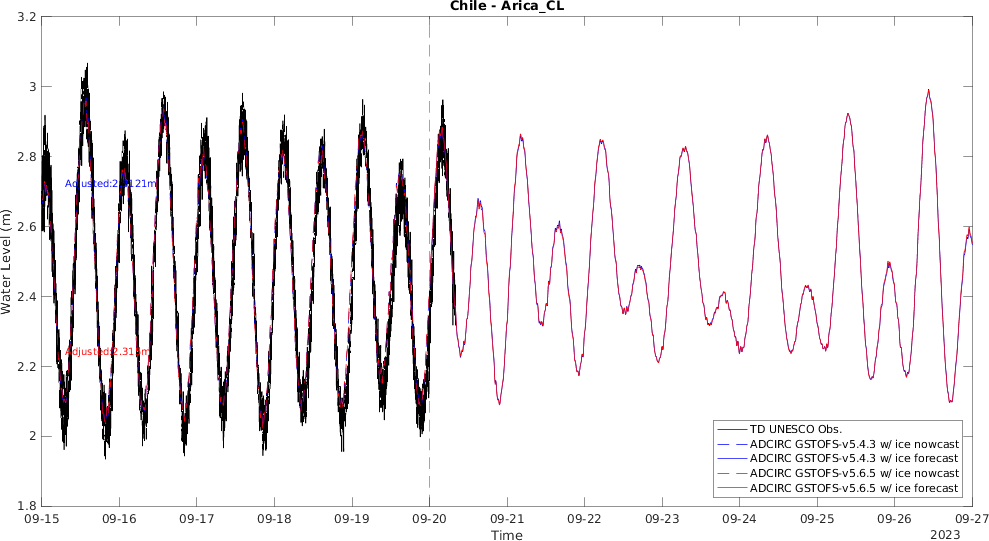 Chile - Arica_CL
3.2
3
2.8
2.6
2.4
2.2
2
1.8
Water Level (m)
09-15
09-16
09-17
09-18
09-19
09-20
09-21
09-22
09-23
09-24
09-25
09-26
09-27
Time
2023
TD UNESCO Obs.
ADCIRC GSTOFS-v5.4.3 w/ ice nowcast
ADCIRC GSTOFS-v5.4.3 w/ ice forecast
ADCIRC GSTOFS-v5.6.5 w/ ice nowcast
ADCIRC GSTOFS-v5.6.5 w/ ice forecast